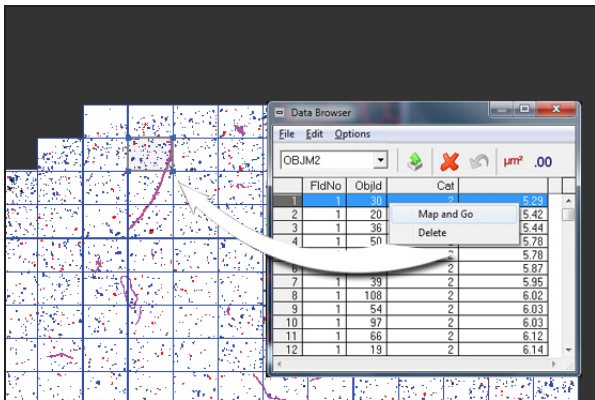 Data Browser
File Edit Options
OBJM2 µm² .00
FldNo ObjId Cat
1 1 30 2 5.29
Map and Go
2 1 20 5.42
3 1 36 5.44
Delete
4 1 50 5.78
2 5.78
1 2 5.87
7 1 39 2 5.95
8 1 108 2 6.02
9 1 54 2 6.03
10 1 97 2 6.03
11 1 66 2 6.12
12 1 19 2 6.14